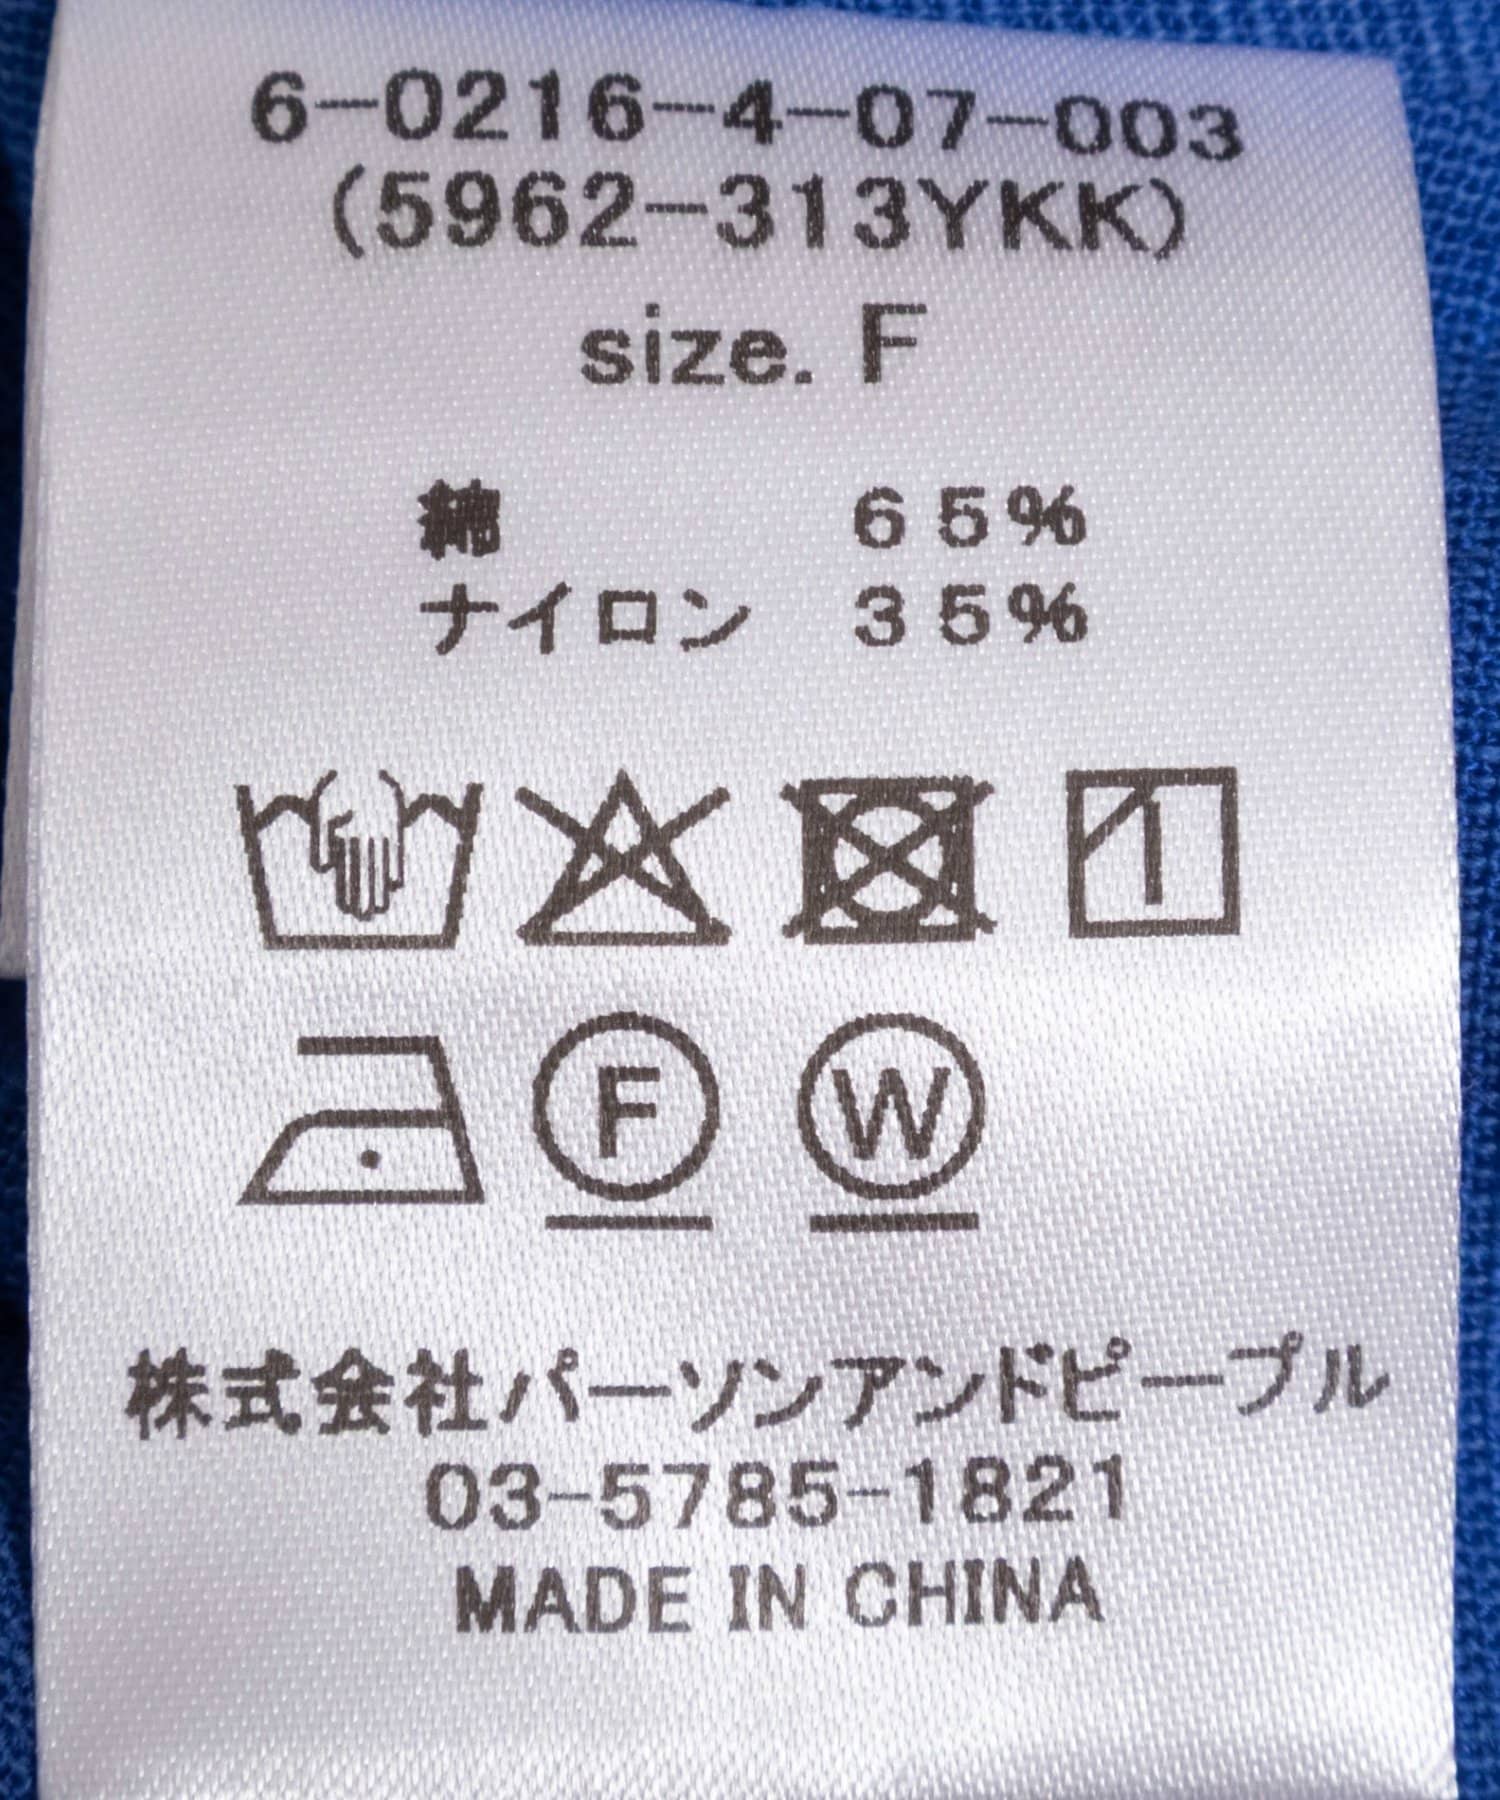 6-0216-4-07-003
(5962-313YKK)
size. F
綿 65%
ナイロン 35%
F W
株式会社パーソンアンドピープル
03-5785-1821
MADE IN CHINA